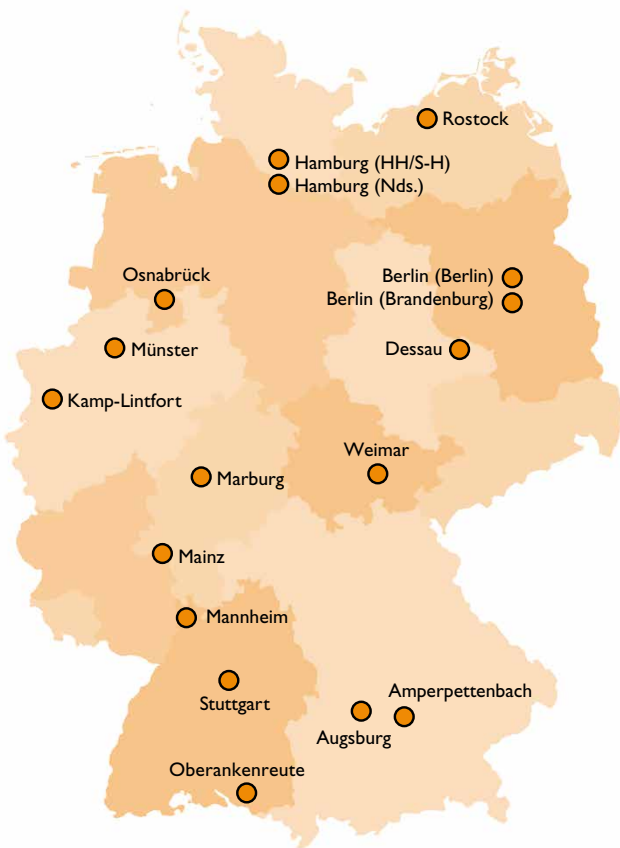 Rostock
Hamburg (HH/S-H)
Hamburg (Nds.)
Osnabrück
Berlin (Berlin)
Berlin (Brandenburg)
Münster
Dessau
Kamp-Lintfort
Weimar
Marburg
Mainz
Mannheim
Stuttgart
Amperpettenbach
Augsburg
Oberankenreute